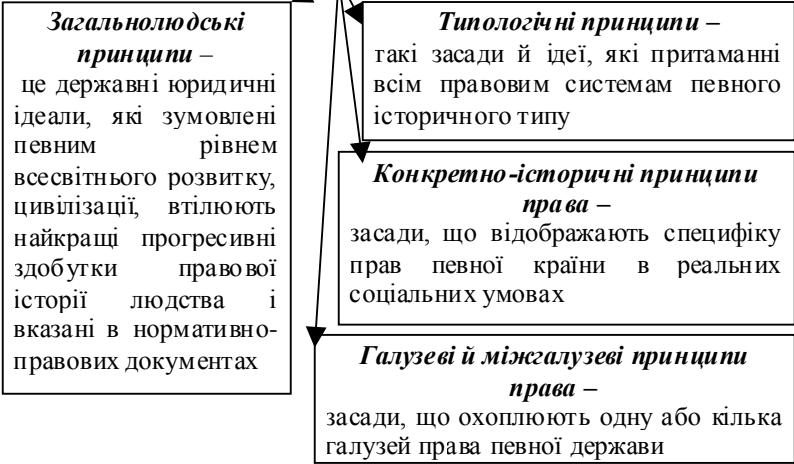 Загальнолюдські
принципи –
це державні юридичні
ідеали, які зумовлені
певним рівнем
всесвітнього розвитку,
цивілізації, втілюють
найкращі прогресивні
здобутки правової
історії людства і
вказані в нормативно-
правових документах
Типологічні принципи –
такі засади й ідеї, які притаманні
всім правовим системам певного
історичного типу
Конкретно-історичні принципи
права –
засади, що відображають специфіку
прав певної країни в реальних
соціальних умовах
Галузеві й міжгалузеві принципи
права –
засади, що охоплюють одну або кілька
галузей права певної держави